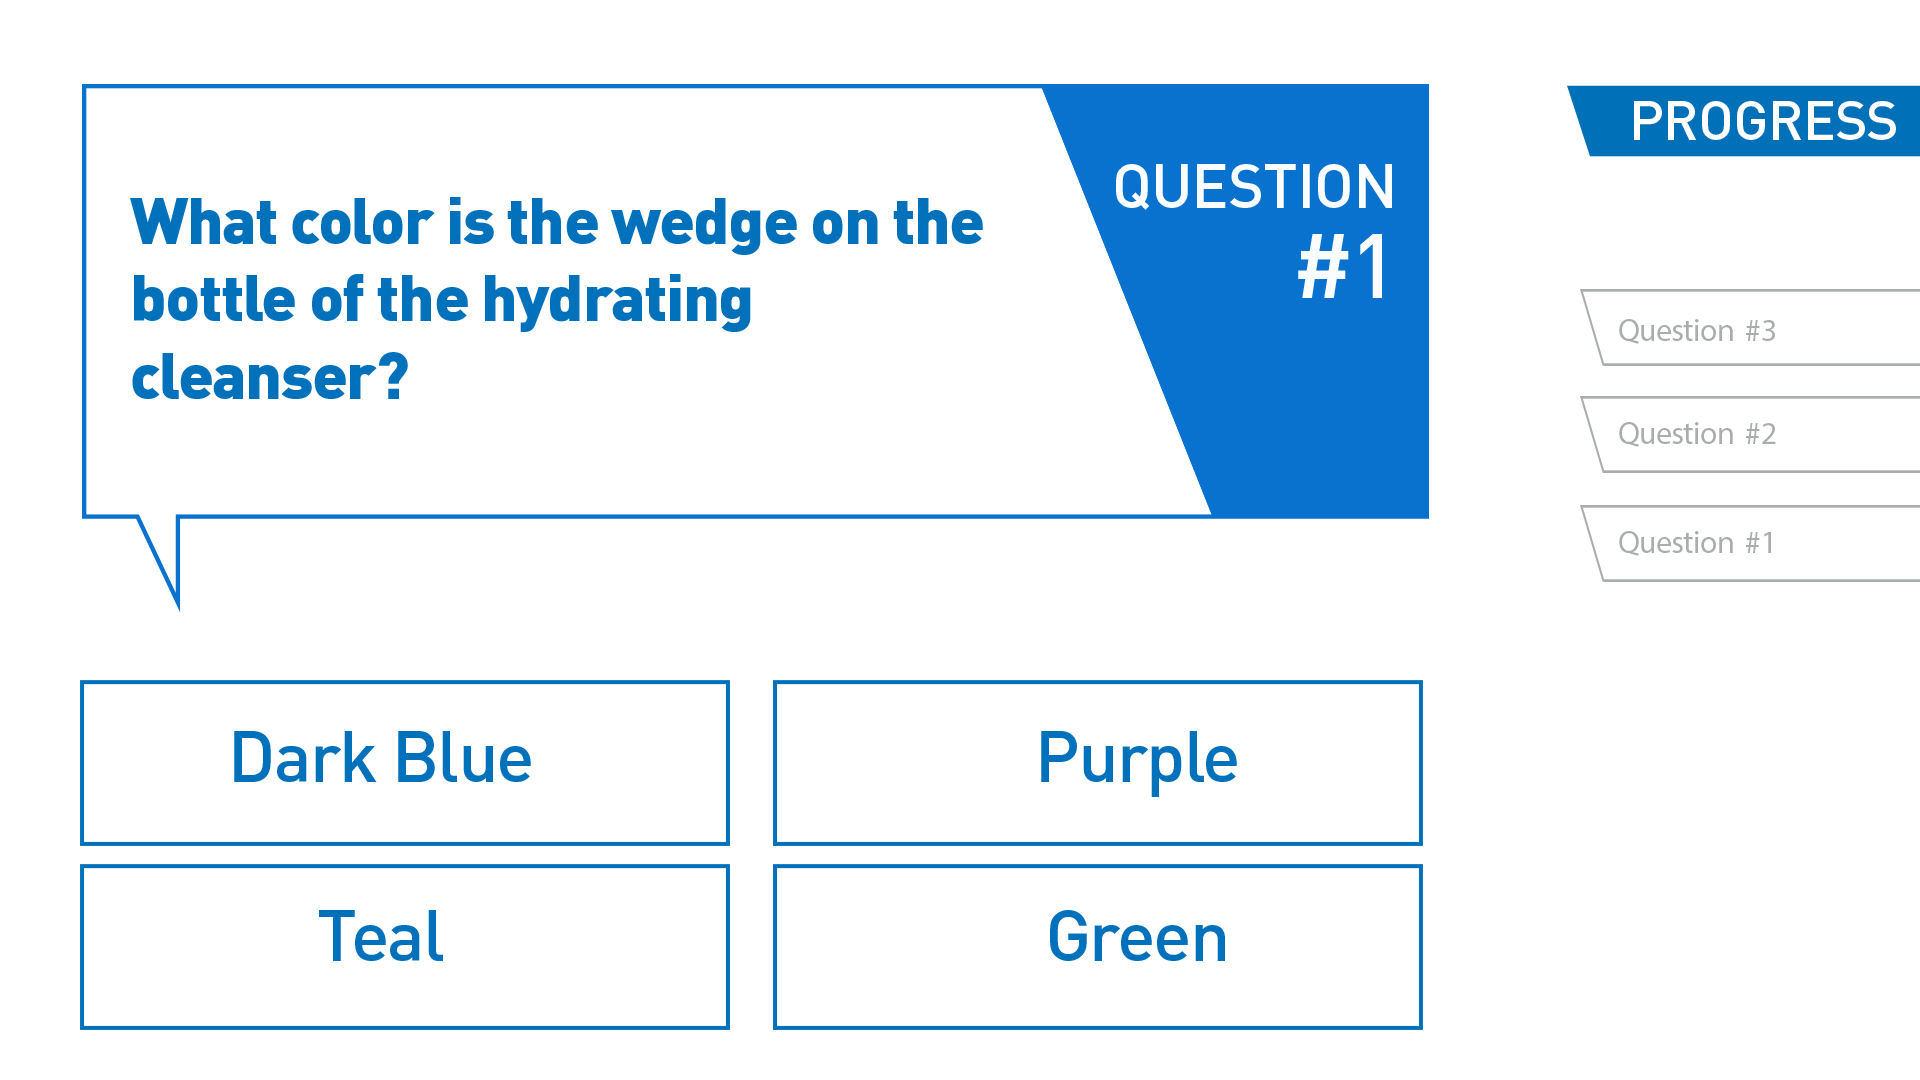 What color is the wedge on the
bottle of the hydrating
cleanser?
QUESTION
#1
PROGRESS
Question #3
Question #2
Question #1
Dark Blue
Purple
Teal
Green